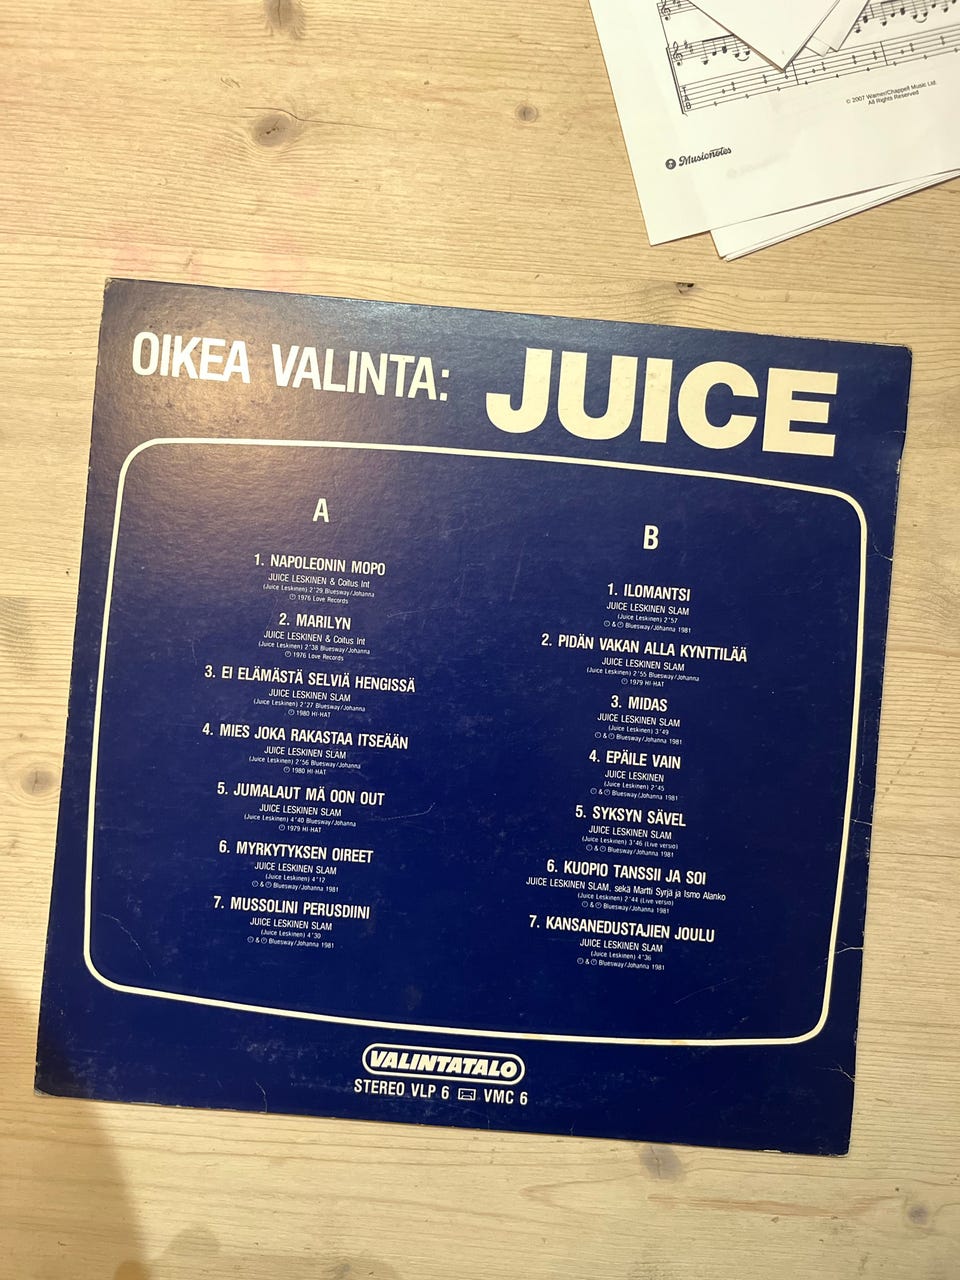 © 2007 Warner/Chappell Music Ltd.
All Rights Reserved
Musicnotes
OIKEA VALINTA: JUICE
A
1. NAPOLEONIN MOPO
JUICE LESKINEN & Coitus Int
(Juice Leskinen) 2'29 Bluesway/Johanna
℗ 1976 Love Records
2. MARILYN
JUICE LESKINEN & Coitus Int
(Juice Leskinen) 2'38 Bluesway/Johanna
℗ 1976 Love Records
3. EI ELÄMÄSTÄ SELVIÄ HENGISSÄ
JUICE LESKINEN SLAM
(Juice Leskinen) 2'27 Bluesway/Johanna
℗ 1980 HI-HAT
4. MIES JOKA RAKASTAA ITSEÄÄN
JUICE LESKINEN SLAM
(Juice Leskinen) 2'56 Bluesway/Johanna
℗ 1980 HI-HAT
5. JUMALAUT MÄ OON OUT
JUICE LESKINEN SLAM
(Juice Leskinen) 4'40 Bluesway/Johanna
℗ 1979 HI-HAT
6. MYRKYTYKSEN OIREET
JUICE LESKINEN SLAM
(Juice Leskinen) 4'12
© & ℗ Bluesway/Johanna 1981
7. MUSSOLINI PERUSDIINI
JUICE LESKINEN SLAM
(Juice Leskinen) 4'30
© & ℗ Bluesway/Johanna 1981
B
1. ILOMANTSI
JUICE LESKINEN SLAM
(Juice Leskinen) 2'57
© & ℗ Bluesway/Johanna 1981
2. PIDÄN VAKAN ALLA KYNTTILÄÄ
JUICE LESKINEN SLAM
(Juice Leskinen) 2'55 Bluesway/Johanna
℗ 1979 HI-HAT
3. MIDAS
JUICE LESKINEN SLAM
(Juice Leskinen) 3'49
© & ℗ Bluesway/Johanna 1981
4. EPÄILE VAIN
JUICE LESKINEN
(Juice Leskinen) 2'45
© & ℗ Bluesway/Johanna 1981
5. SYKSYN SÄVEL
JUICE LESKINEN SLAM
(Juice Leskinen) 3'46 (Live versio)
© & ℗ Bluesway/Johanna 1981
6. KUOPIO TANSSII JA SOI
JUICE LESKINEN SLAM, sekä Martti Syrjä ja Ismo Alanko
(Juice Leskinen) 2'44 (Live versio)
© & ℗ Bluesway/Johanna 1981
7. KANSANEDUSTAJIEN JOULU
JUICE LESKINEN SLAM
(Juice Leskinen) 4'36
© & ℗ Bluesway/Johanna 1981
VALINTATALO
STEREO VLP 6 VMC 6